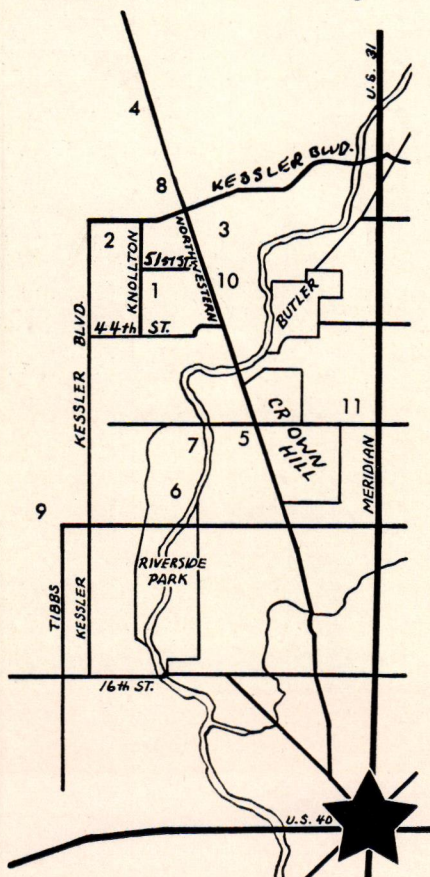 U.S. 31
4
KESSLER BLVD.
8
3
2
KNOLLTON
NORTHWESTERN
51ST ST.
10
1
BUTLER
44th ST.
KESSLER BLVD.
CROWN HILL
11
MERIDIAN
7
5
6
9
RIVERSIDE
PARK
TIBBS
KESSLER
16th ST.
U.S. 40